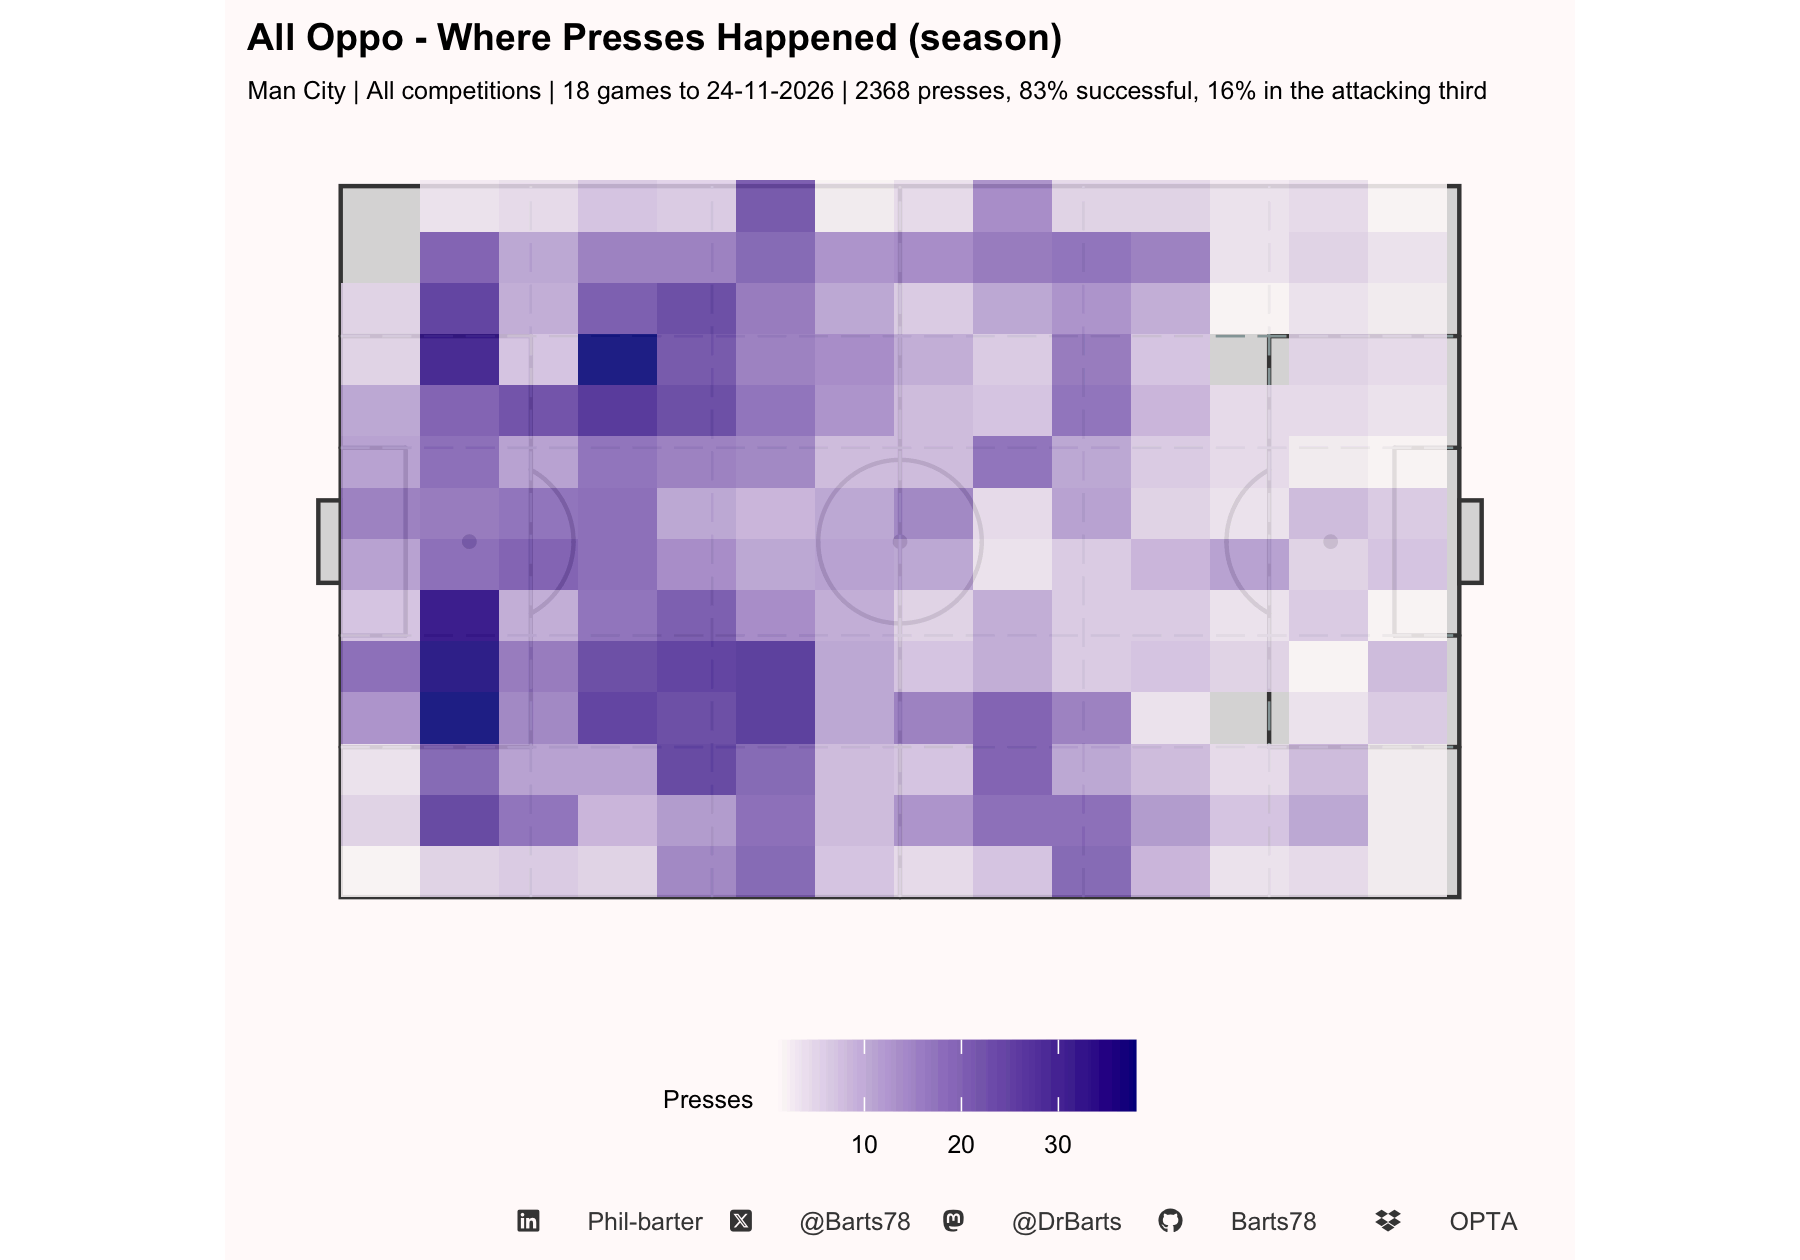 All Oppo - Where Presses Happened (season)
Man City | All competitions | 18 games to 24-11-2026 | 2368 presses, 83% successful, 16% in the attacking third
Presses
10 20 30
Phil-barter @Barts78 @DrBarts Barts78 OPTA